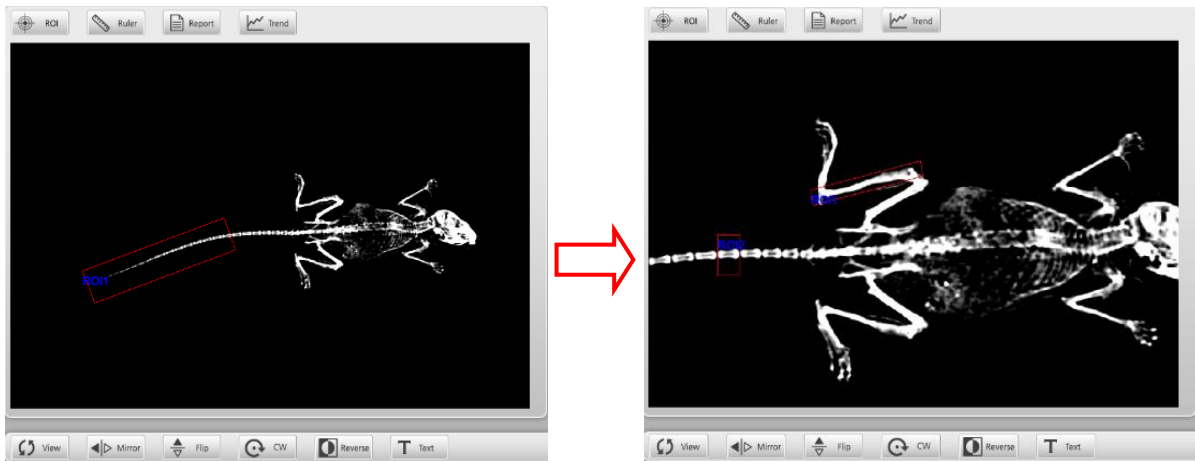 ROI Ruler Report Trend
ROI1
View Mirror Flip CW Reverse T Text
ROI Ruler Report Trend
ROI2
View Mirror Flip CW Reverse T Text